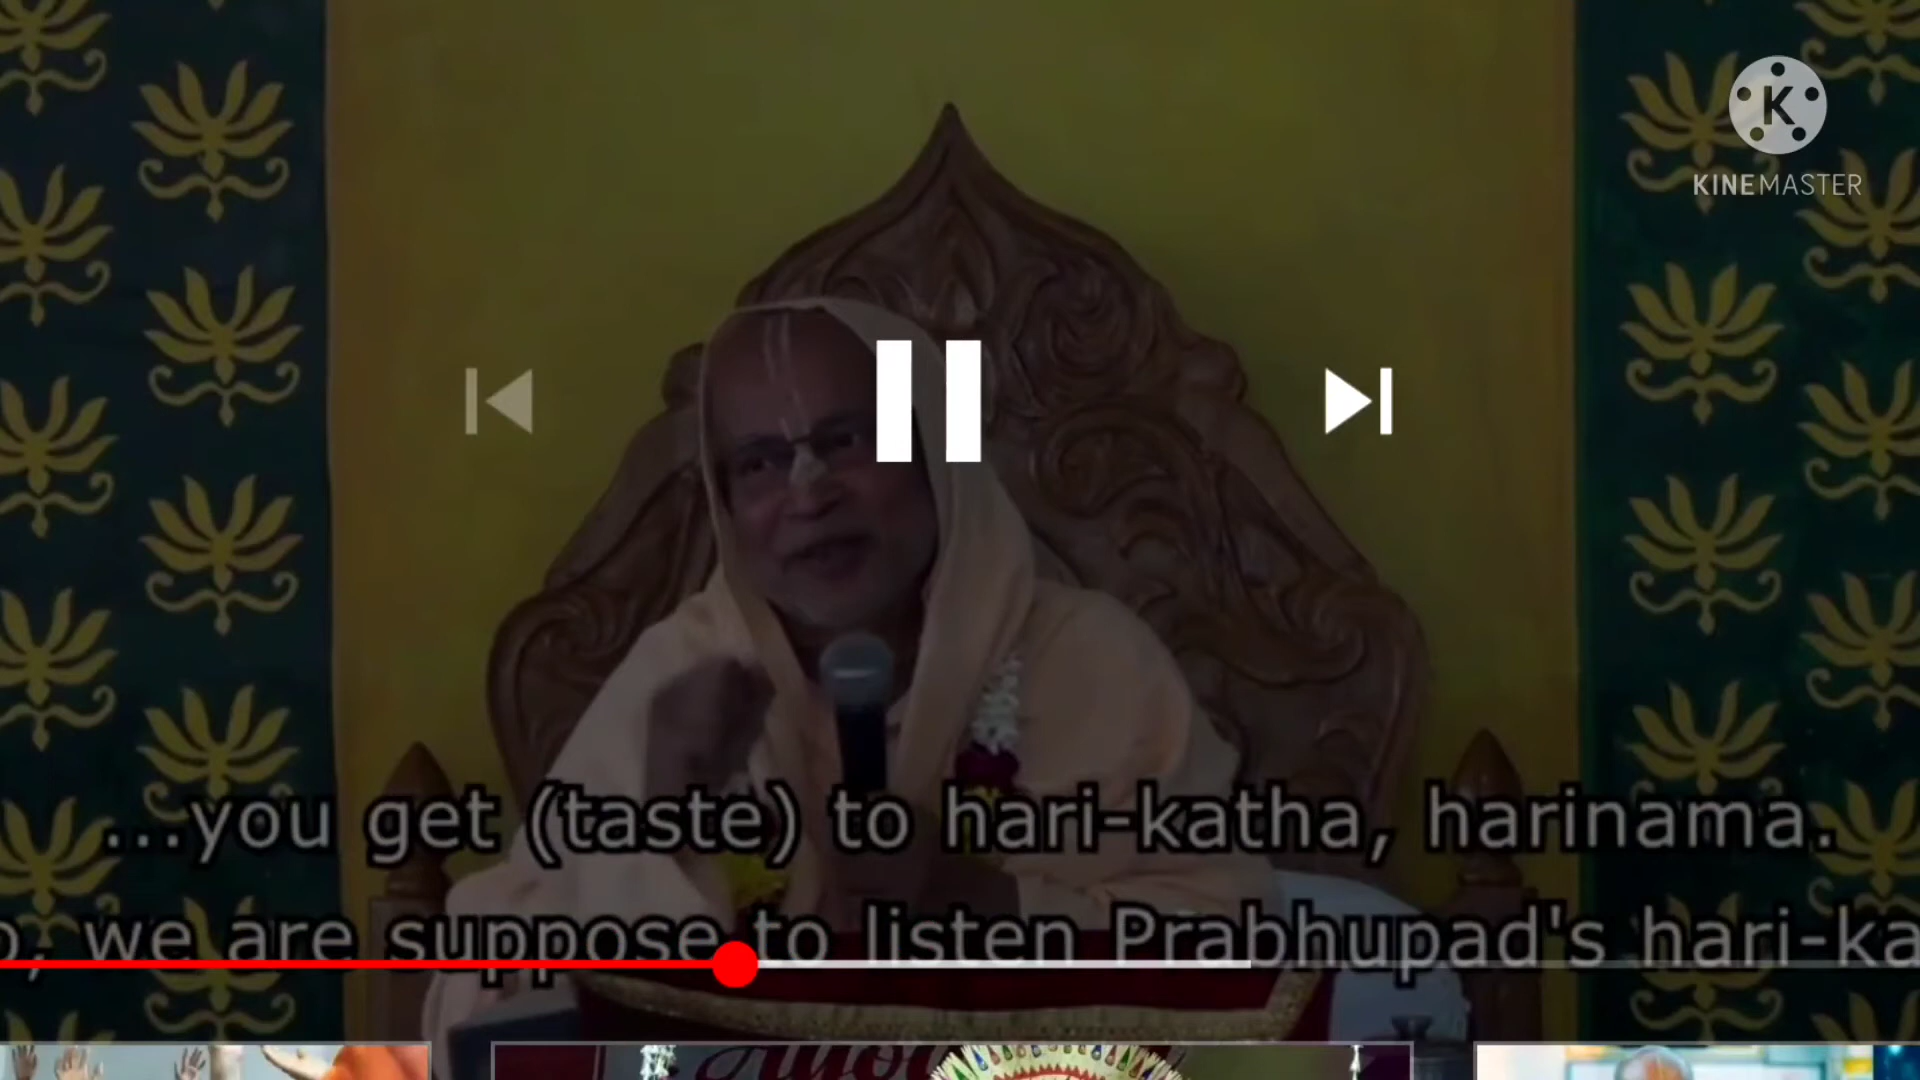 K
KINEMASTER
...you get (taste) to hari-katha, harinama.
we are suppose to listen Prabhupad's